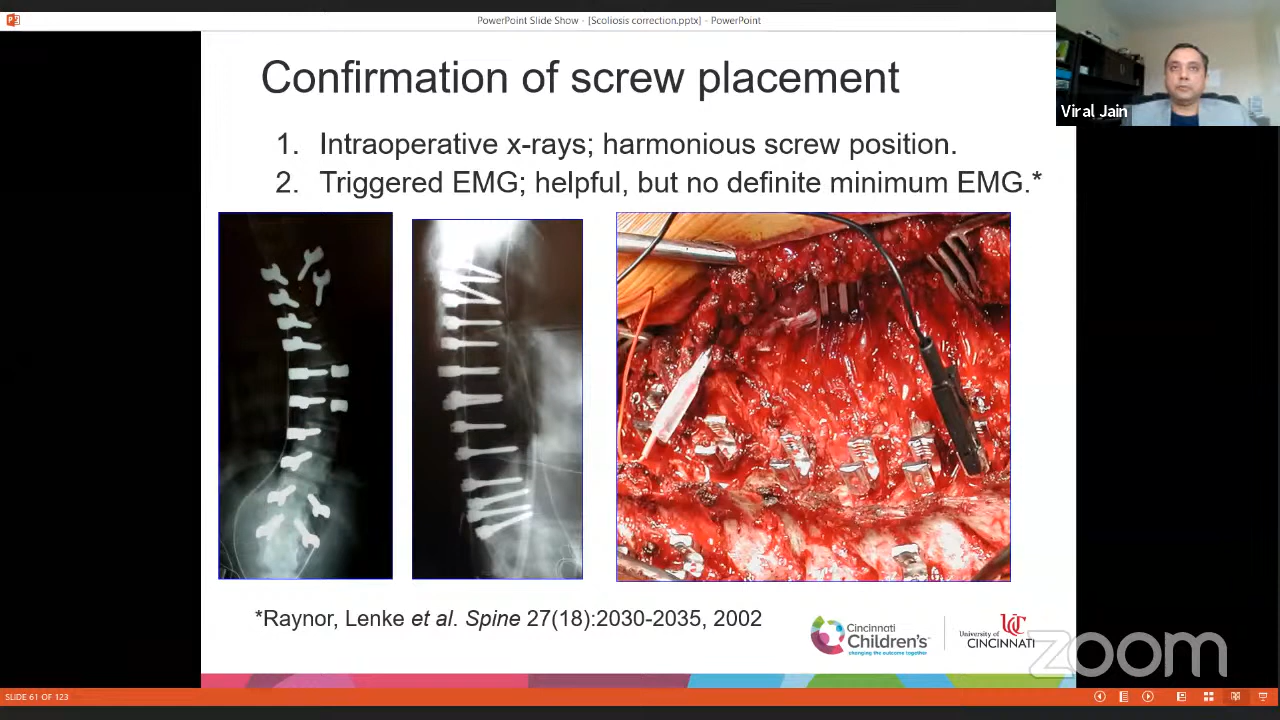 PowerPoint Slide Show - [Scoliosis correction.pptx] - PowerPoint
Viral Jain
Confirmation of screw placement
1. Intraoperative x-rays; harmonious screw position.
2. Triggered EMG; helpful, but no definite minimum EMG.*
*Raynor, Lenke et al. Spine 27(18):2030-2035, 2002
Cincinnati
Children's
changing the outcome together
UC
University of
CINCINNATI
zoom
SLIDE 61 OF 123